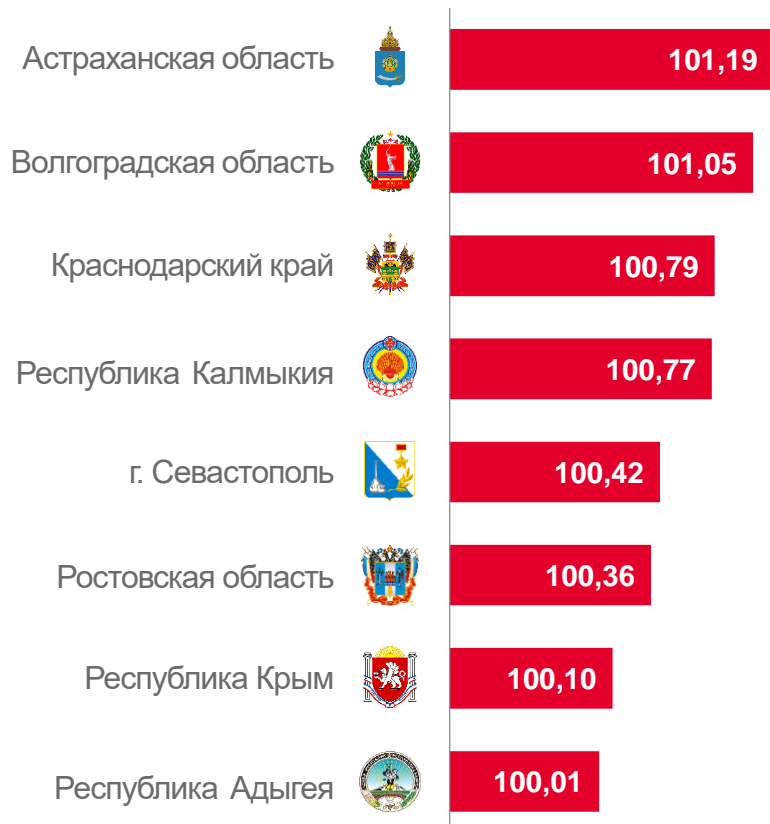 Астраханская область 101,19
Волгоградская область 101,05
Краснодарский край 100,79
Республика Калмыкия 100,77
г. Севастополь 100,42
Ростовская область 100,36
Республика Крым 100,10
Республика Адыгея 100,01